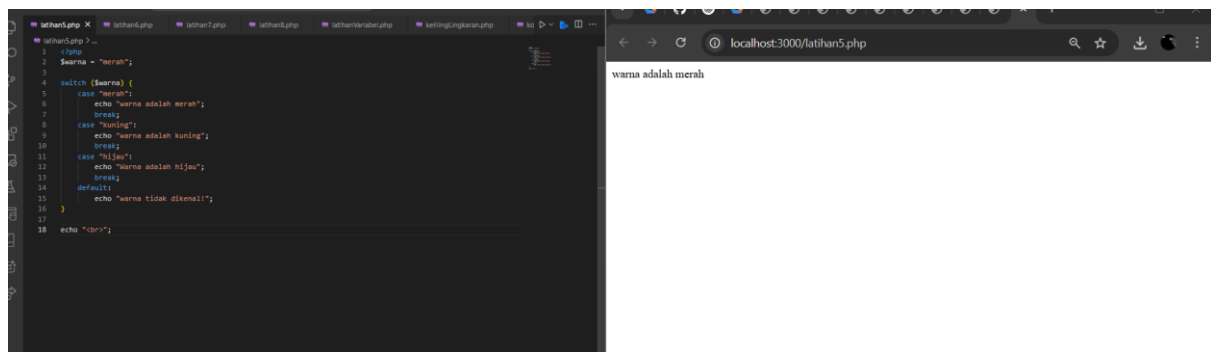 latihan5.php
latihan6.php
latihan7.php
latihan8.php
latihanVariabel.php
kelilingLingkaran.php
latihan5.php > ...
1 <?php
2 $warna = "merah";
3
4 switch ($warna) {
5 case "merah":
6 echo "warna adalah merah";
7 break;
8 case "kuning":
9 echo "warna adalah kuning";
10 break;
11 case "hijau":
12 echo "Warna adalah hijau";
13 break;
14 default:
15 echo "warna tidak dikenal!";
16 }
17
18 echo "<br>";
localhost:3000/latihan5.php
warna adalah merah